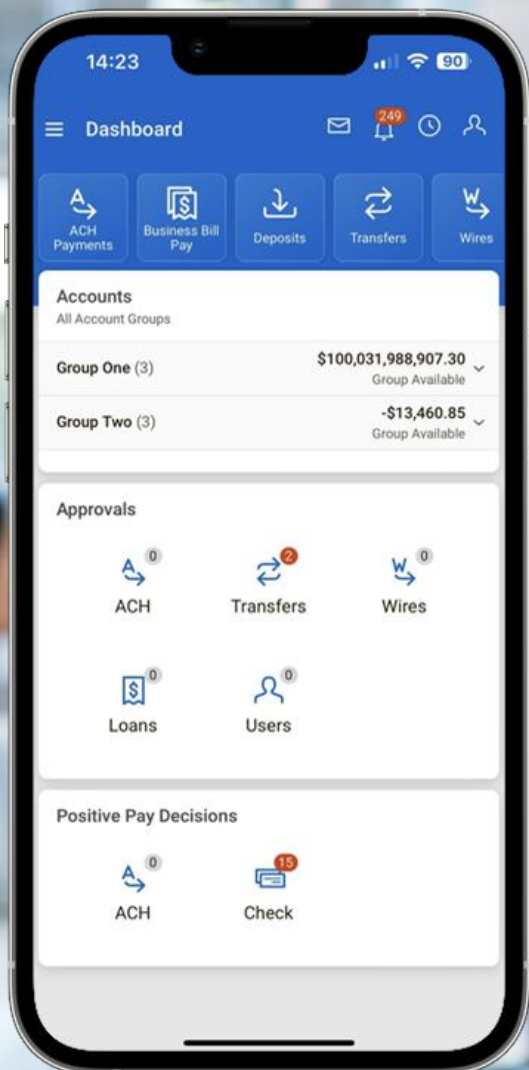 14:23
90
Dashboard
249
ACH
Payments
Business Bill
Pay
Deposits
Transfers
Wires
Accounts
All Account Groups
Group One (3)
$100,031,988,907.30
Group Available
Group Two (3)
-$13,460.85
Group Available
Approvals
0
2
0
ACH
Transfers
Wires
0
0
Loans
Users
Positive Pay Decisions
0
15
ACH
Check